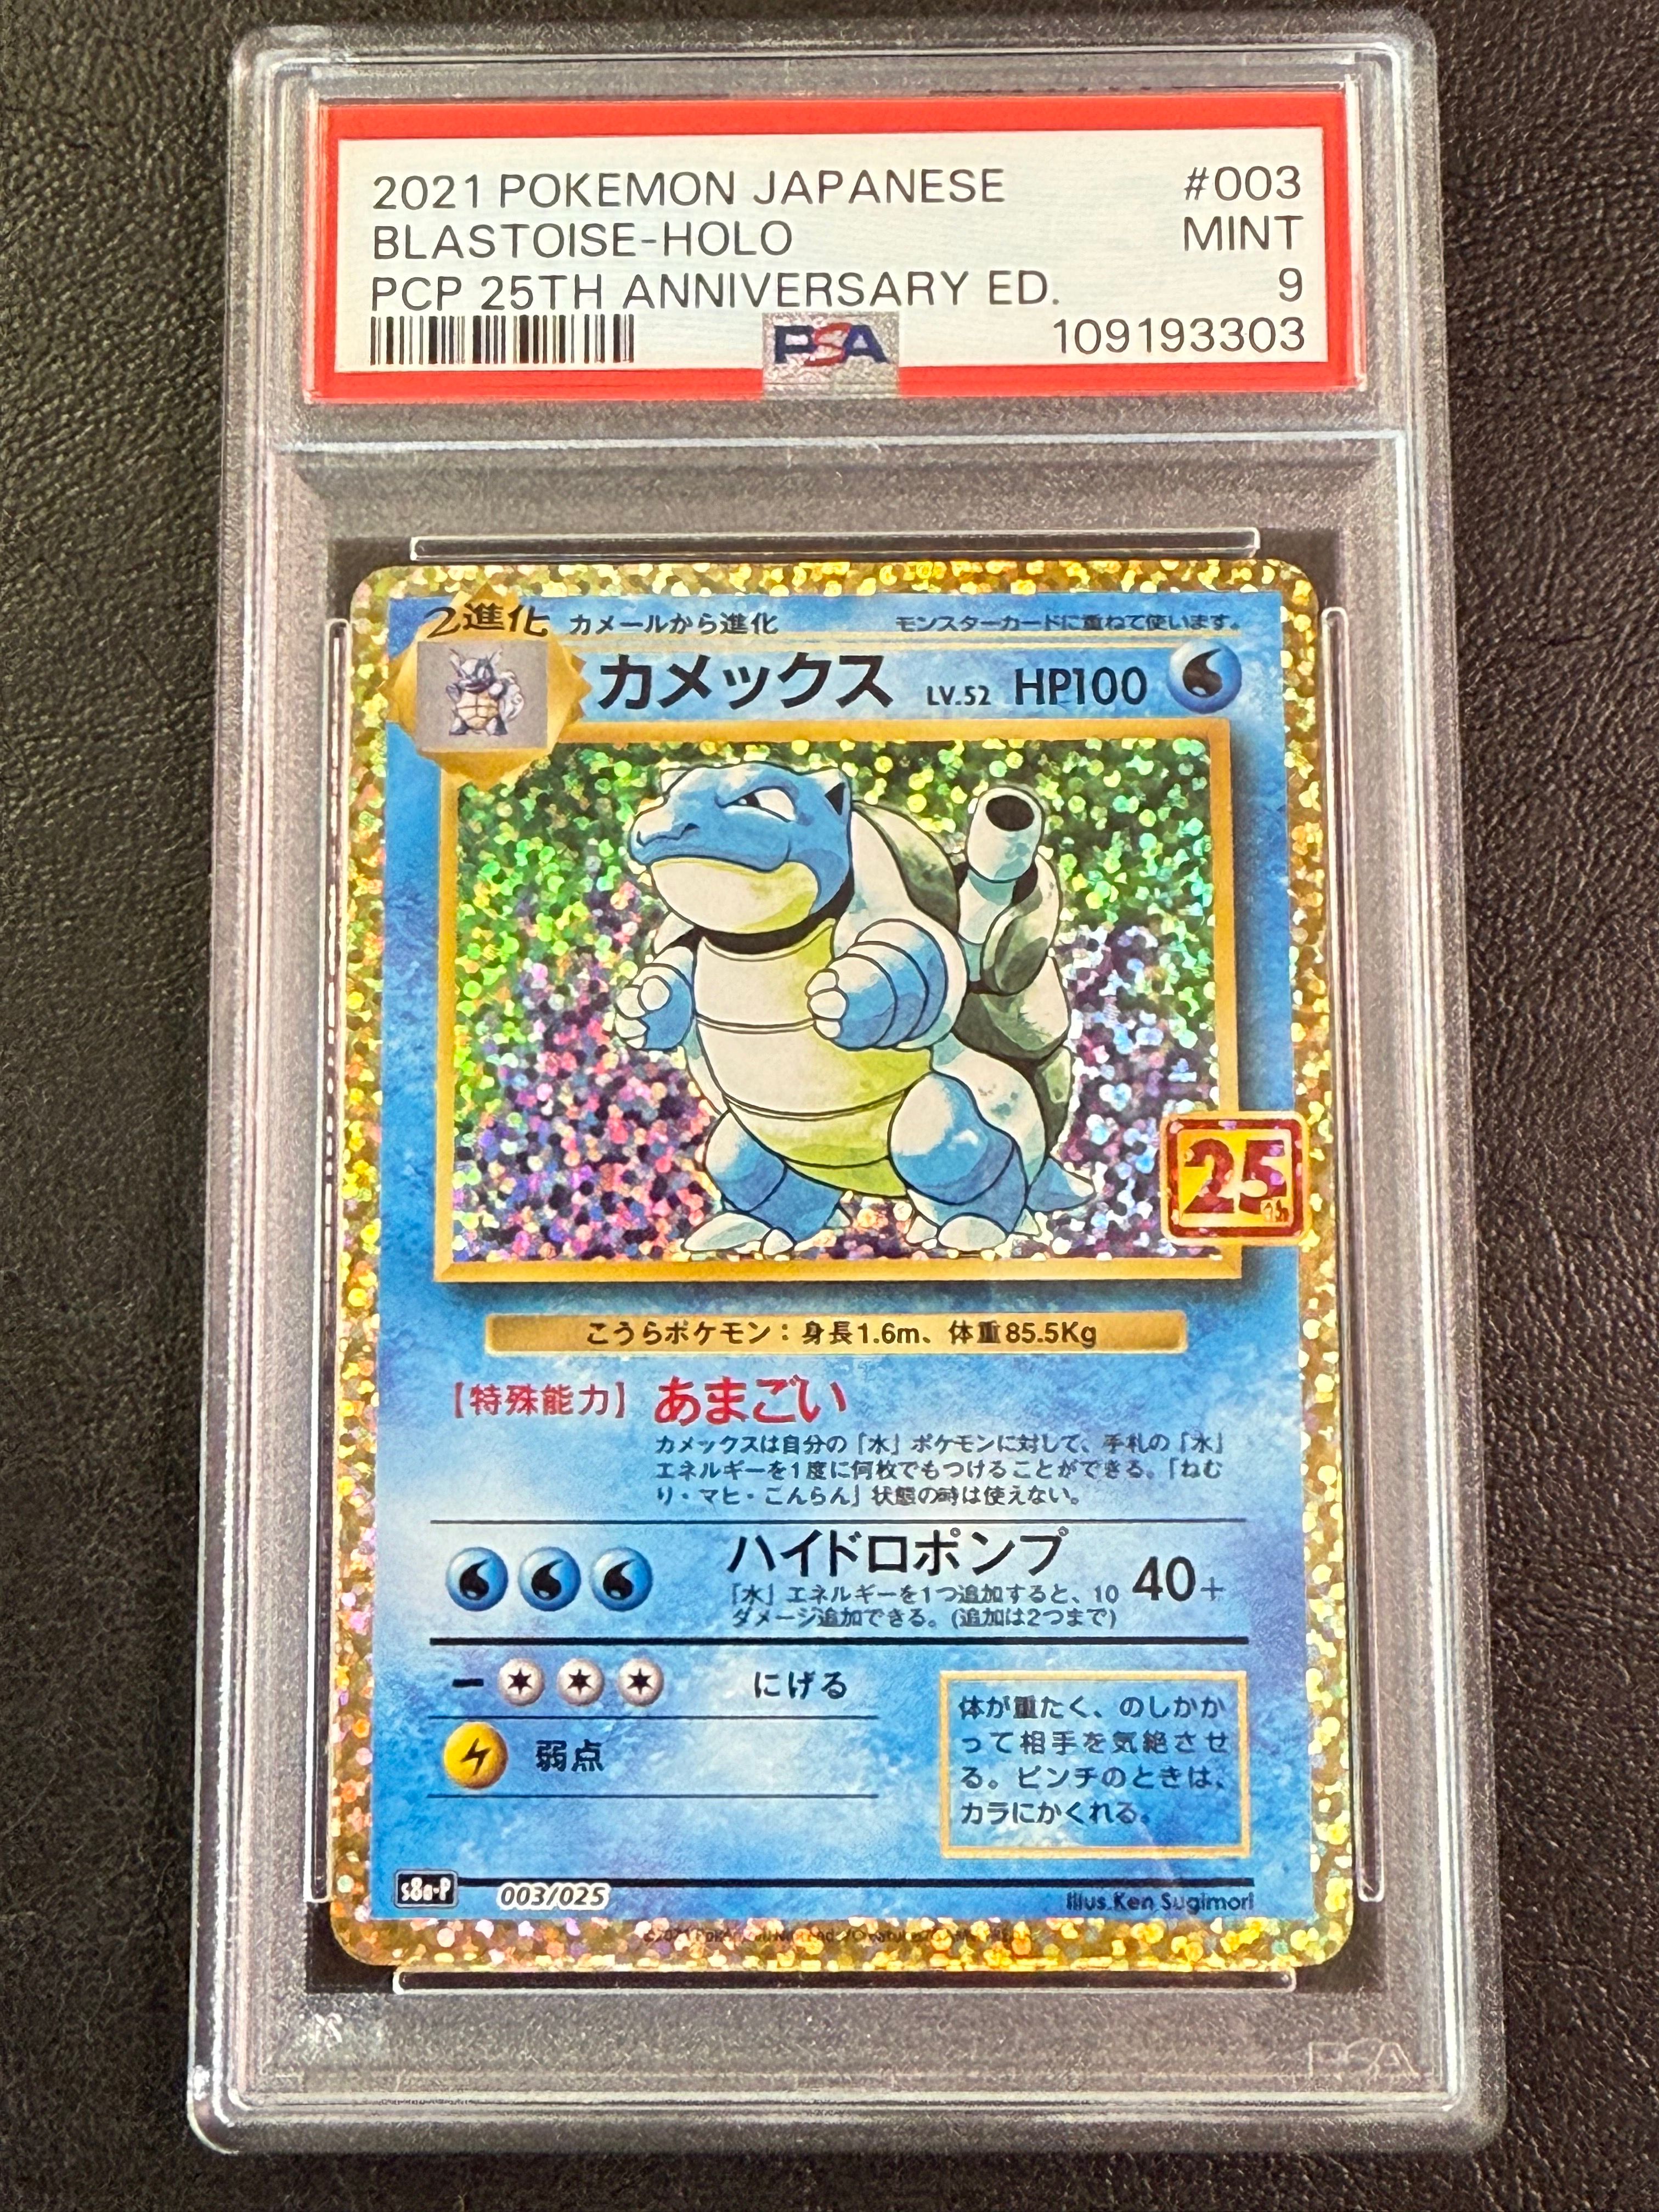 2021 POKEMON JAPANESE #003
BLASTOISE-HOLO MINT
PCP 25TH ANNIVERSARY ED. 9
PSA 109193303
2進化 カメールから進化 モンスターカードに重ねて使います。
カメックス LV.52 HP100
25th
こうらポケモン：身長1.6m、体重85.5Kg
【特殊能力】 あまごい
カメックスは自分の「水」ポケモンに対して、手札の「水」
エネルギーを1度に何枚でもつけることができる。「ねむ
り・マヒ・こんらん」状態の時は使えない。
ハイドロポンプ 40+
「水」エネルギーを1つ追加すると、10
ダメージ追加できる。(追加は2つまで)
− にげる
弱点
体が重たく、のしかか
って相手を気絶させ
る。ピンチのときは、
カラにかくれる。
s8a-P 003/025 Illus. Ken Sugimori
PSA